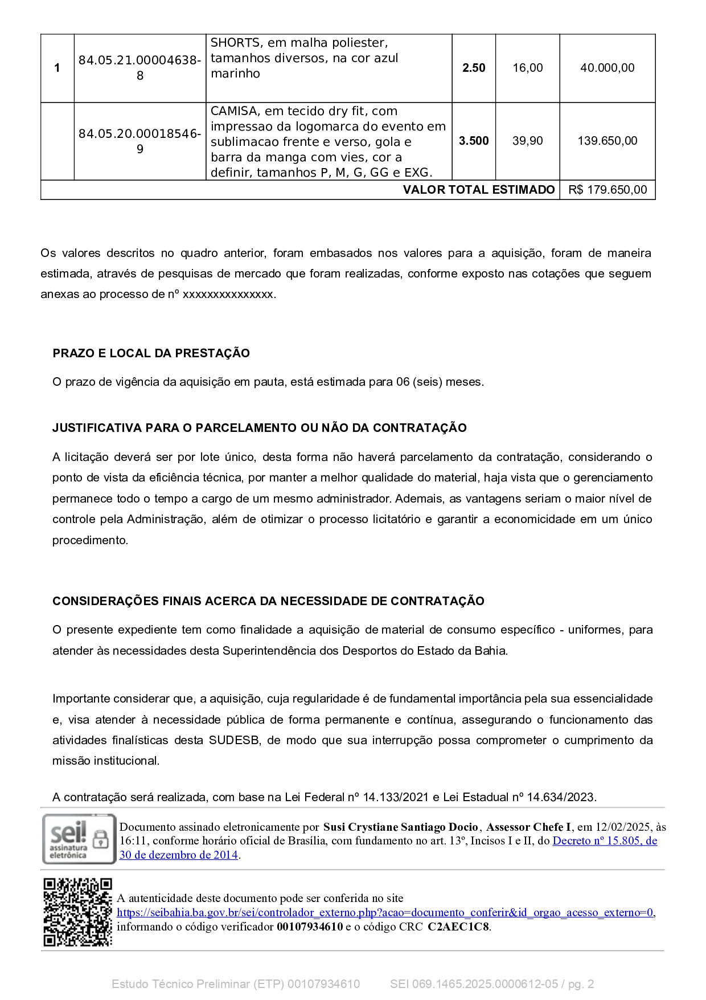 SHORTS, em malha poliester,
tamanhos diversos, na cor azul
marinho
1
84.05.21.00004638-
8
2.50
16,00
40.000,00
CAMISA, em tecido dry fit, com
impressao da logomarca do evento em
sublimacao frente e verso, gola e
barra da manga com vies, cor a
definir, tamanhos P, M, G, GG e EXG.
84.05.20.00018546-
9
3.500
39,90
139.650,00
VALOR TOTAL ESTIMADO R$ 179.650,00
Os valores descritos no quadro anterior, foram embasados nos valores para a aquisição, foram de maneira
estimada, através de pesquisas de mercado que foram realizadas, conforme exposto nas cotações que seguem
anexas ao processo de nº xxxxxxxxxxxxxxx.
PRAZO E LOCAL DA PRESTAÇÃO
O prazo de vigência da aquisição em pauta, está estimada para 06 (seis) meses.
JUSTIFICATIVA PARA O PARCELAMENTO OU NÃO DA CONTRATAÇÃO
A licitação deverá ser por lote único, desta forma não haverá parcelamento da contratação, considerando o
ponto de vista da eficiência técnica, por manter a melhor qualidade do material, haja vista que o gerenciamento
permanece todo o tempo a cargo de um mesmo administrador. Ademais, as vantagens seriam o maior nível de
controle pela Administração, além de otimizar o processo licitatório e garantir a economicidade em um único
procedimento.
CONSIDERAÇÕES FINAIS ACERCA DA NECESSIDADE DE CONTRATAÇÃO
O presente expediente tem como finalidade a aquisição de material de consumo específico - uniformes, para
atender às necessidades desta Superintendência dos Desportos do Estado da Bahia.
Importante considerar que, a aquisição, cuja regularidade é de fundamental importância pela sua essencialidade
e, visa atender à necessidade pública de forma permanente e contínua, assegurando o funcionamento das
atividades finalísticas desta SUDESB, de modo que sua interrupção possa comprometer o cumprimento da
missão institucional.
A contratação será realizada, com base na Lei Federal nº 14.133/2021 e Lei Estadual nº 14.634/2023.
sei!
assinatura
eletrônica
Documento assinado eletronicamente por Susi Crystiane Santiago Docio, Assessor Chefe I, em 12/02/2025, às
16:11, conforme horário oficial de Brasília, com fundamento no art. 13º, Incisos I e II, do Decreto nº 15.805, de
30 de dezembro de 2014.
A autenticidade deste documento pode ser conferida no site
https://seibahia.ba.gov.br/sei/controlador_externo.php?acao=documento_conferir&id_orgao_acesso_externo=0,
informando o código verificador 00107934610 e o código CRC C2AEC1C8.
Estudo Técnico Preliminar (ETP) 00107934610 SEI 069.1465.2025.0000612-05 / pg. 2